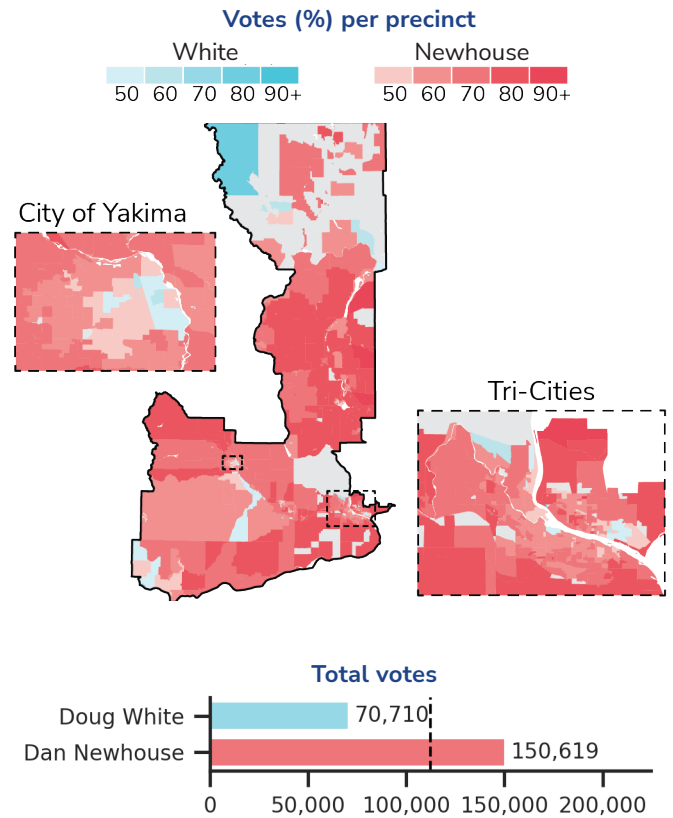 Votes (%) per precinct
White Newhouse
50 60 70 80 90+ 50 60 70 80 90+
City of Yakima
Tri-Cities
Total votes
Doug White 70,710
Dan Newhouse 150,619
0 50,000 100,000 150,000 200,000